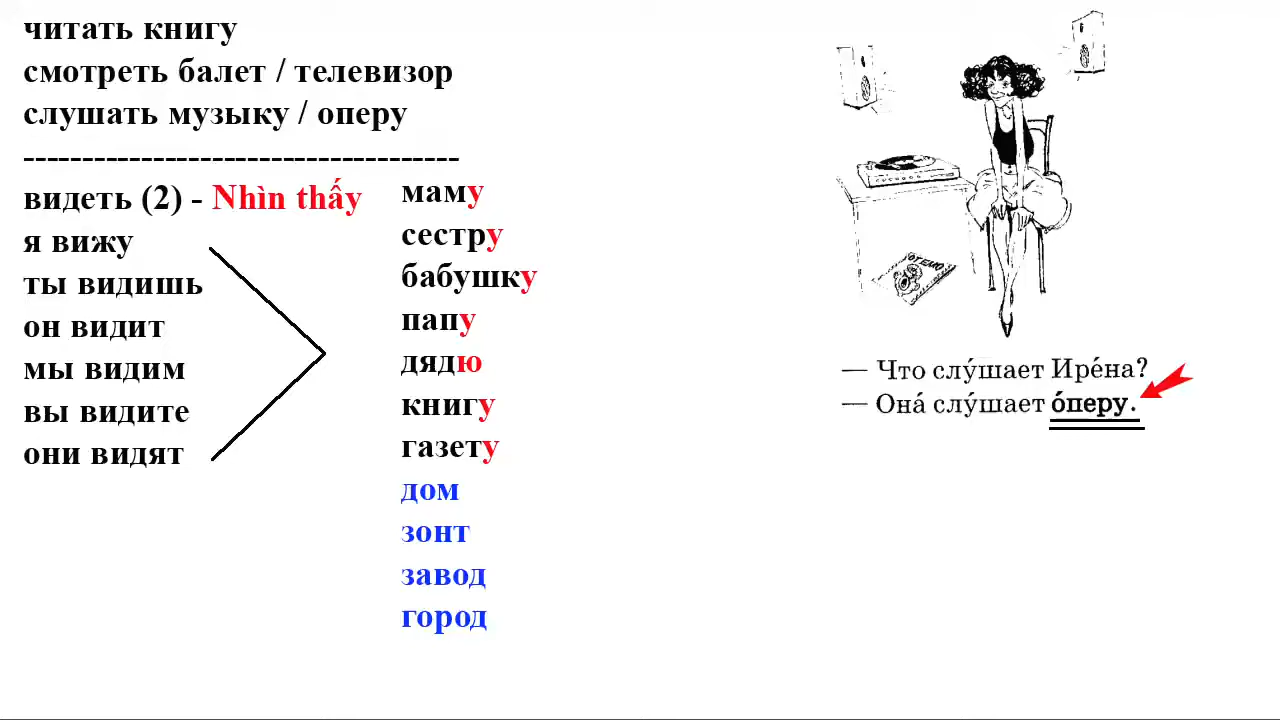 читать книгу
смотреть балет / телевизор
слушать музыку / оперу
-------------------------------------
видеть (2) - Nhìn thấy
я вижу
ты видишь
он видит
мы видим
вы видите
они видят
маму
сестру
бабушку
папу
дядю
книгу
газету
дом
зонт
завод
город
ОТЕЛЛО
— Что слу́шает Ире́на?
— Она́ слу́шает о́перу.